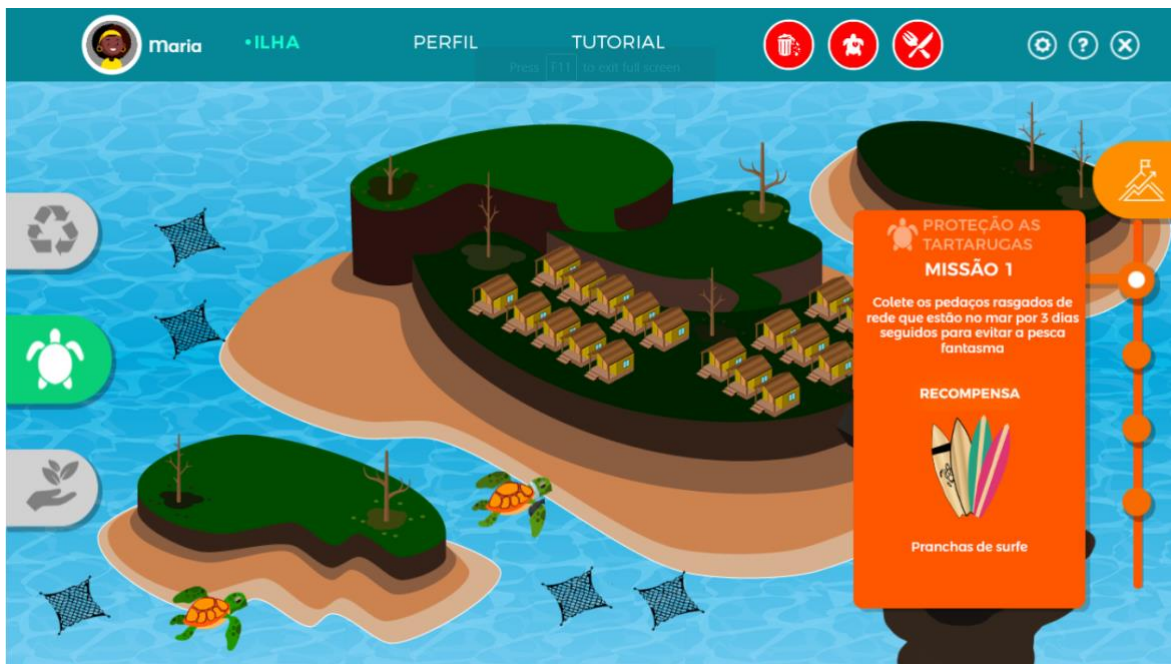 Maria
•ILHA
PERFIL
TUTORIAL
Press F11 to exit full screen
PROTEÇÃO AS
TARTARUGAS
MISSÃO 1
Colete os pedaços rasgados de
rede que estão no mar por 3 dias
seguidos para evitar a pesca
fantasma
RECOMPENSA
Pranchas de surfe